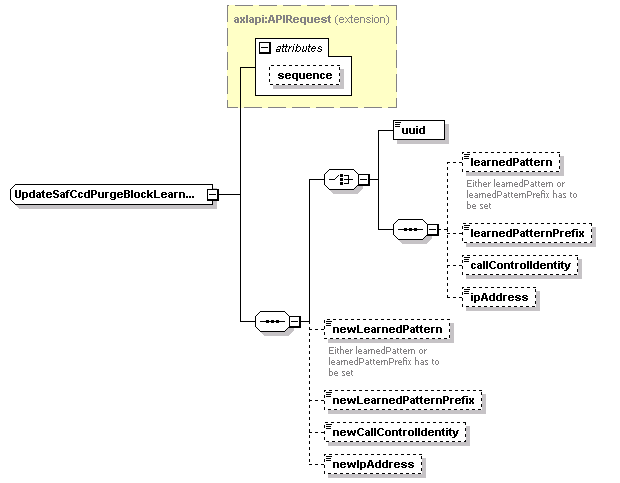 axlapi:APIRequest (extension)
attributes
sequence
uuid
learnedPattern
Either learnedPattern or
learnedPatternPrefix has to
be set
UpdateSafCcdPurgeBlockLearn...
learnedPatternPrefix
callControlIdentity
ipAddress
newLearnedPattern
Either learnedPattern or
learnedPatternPrefix has to
be set
newLearnedPatternPrefix
newCallControlIdentity
newIpAddress